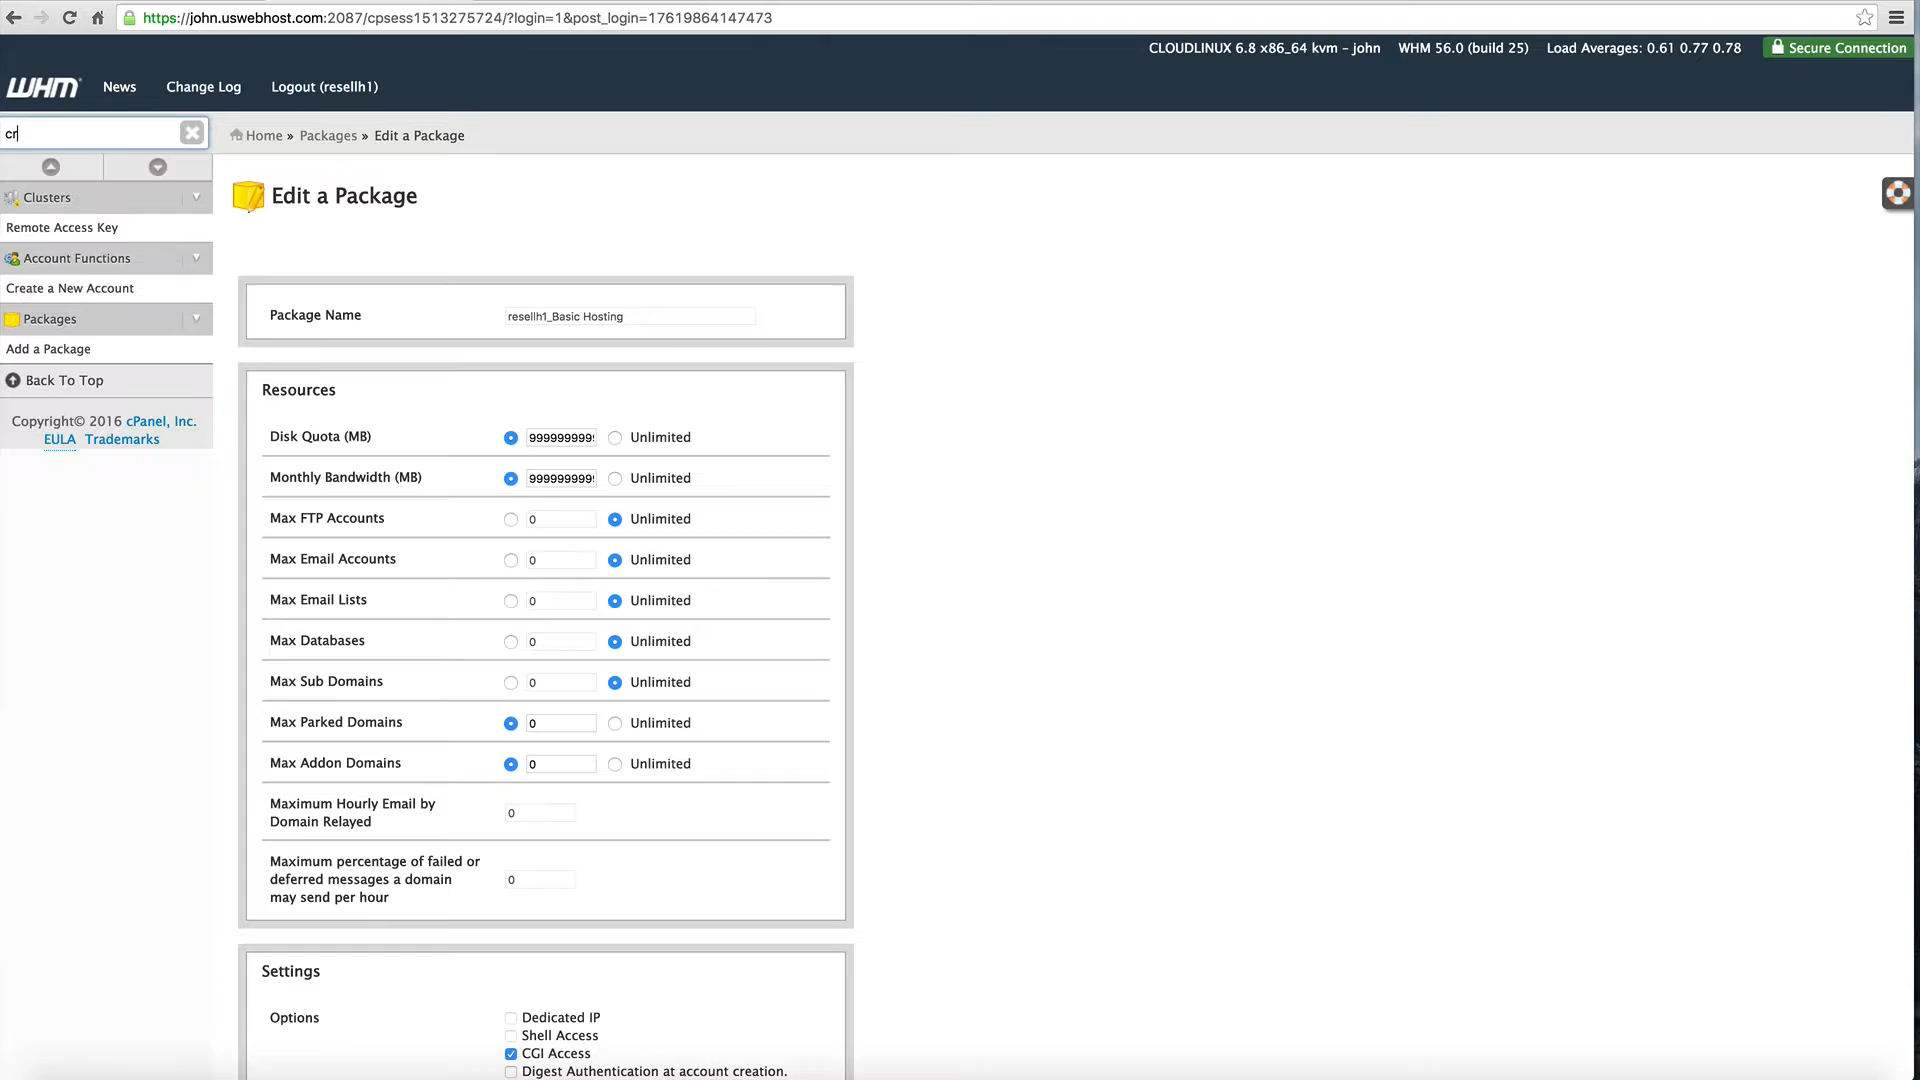 https://john.uswebhost.com:2087/cpsess1513275724/?login=1&post_login=17619864147473
CLOUDLINUX 6.8 x86_64 kvm – john WHM 56.0 (build 25) Load Averages: 0.61 0.77 0.78 Secure Connection
WHM News Change Log Logout (resellh1)
cr
Home » Packages » Edit a Package
Clusters
Remote Access Key
Account Functions
Create a New Account
Packages
Add a Package
Back To Top
Copyright© 2016 cPanel, Inc.
EULA Trademarks
Edit a Package
Package Name resellh1_Basic Hosting
Resources
Disk Quota (MB) 999999999 Unlimited
Monthly Bandwidth (MB) 999999999 Unlimited
Max FTP Accounts 0 Unlimited
Max Email Accounts 0 Unlimited
Max Email Lists 0 Unlimited
Max Databases 0 Unlimited
Max Sub Domains 0 Unlimited
Max Parked Domains 0 Unlimited
Max Addon Domains 0 Unlimited
Maximum Hourly Email by
Domain Relayed 0
Maximum percentage of failed or
deferred messages a domain 0
may send per hour
Settings
Options Dedicated IP
Shell Access
CGI Access
Digest Authentication at account creation.